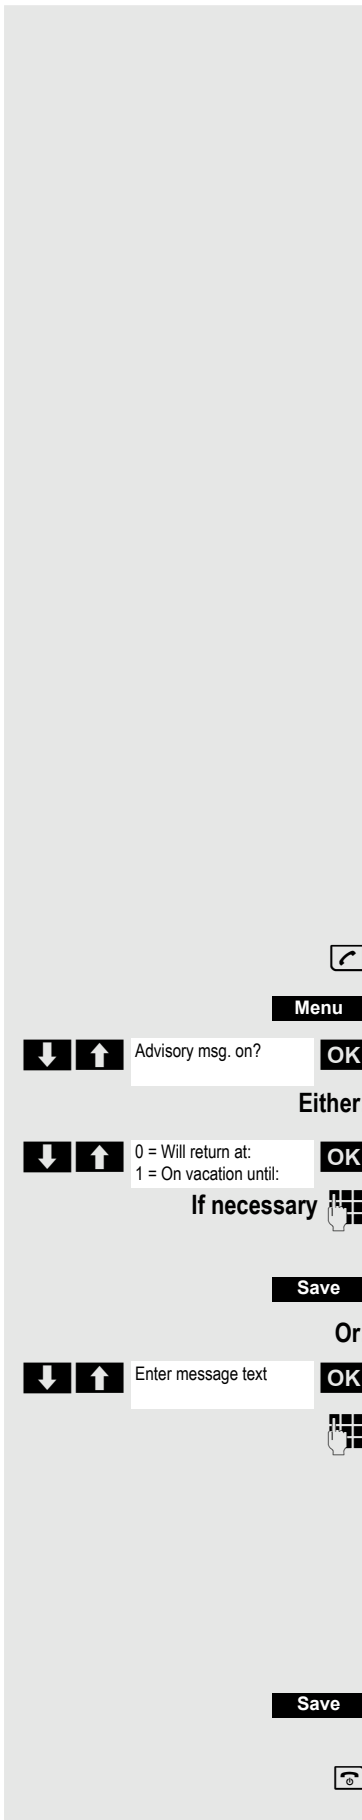 Menu
Advisory msg. on? OK
Either
0 = Will return at: OK
1 = On vacation until:
If necessary
Save
Or
Enter message text OK
Save